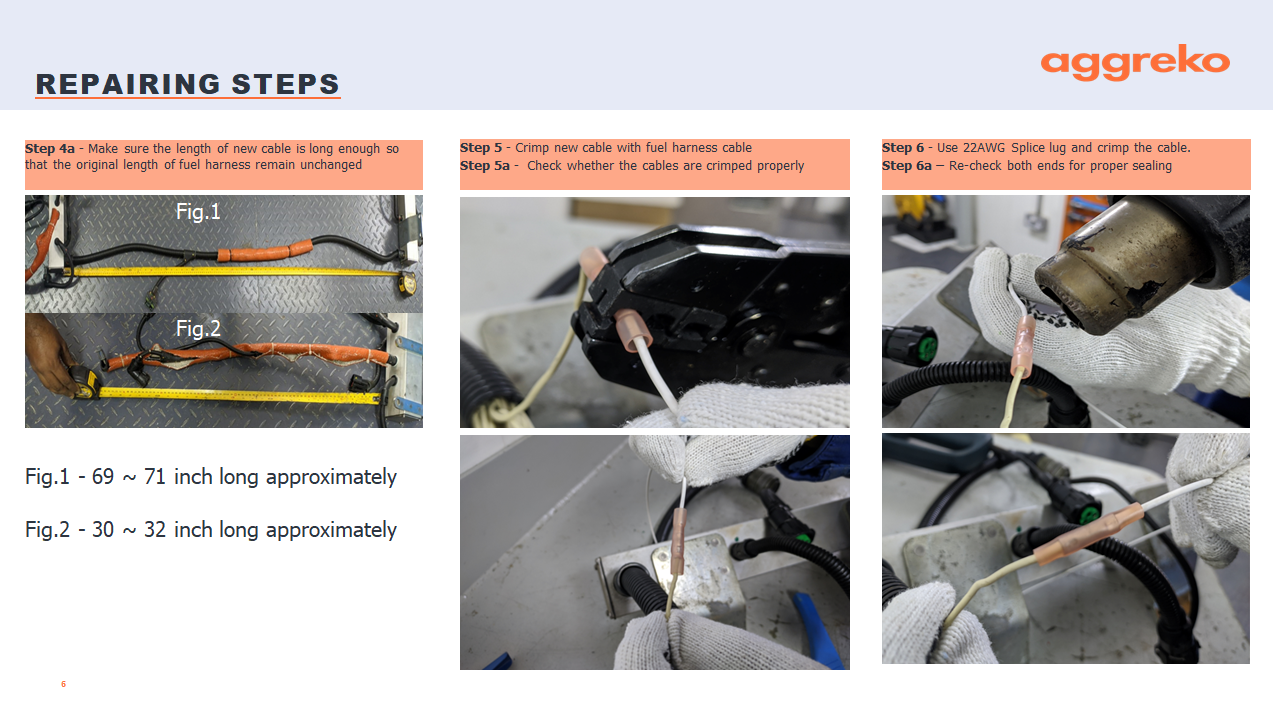 REPAIRING STEPS
aggreko
Step 4a - Make sure the length of new cable is long enough so
that the original length of fuel harness remain unchanged
Fig.1
Fig.2
Fig.1 - 69 ~ 71 inch long approximately
Fig.2 - 30 ~ 32 inch long approximately
Step 5 - Crimp new cable with fuel harness cable
Step 5a - Check whether the cables are crimped properly
Step 6 - Use 22AWG Splice lug and crimp the cable.
Step 6a – Re-check both ends for proper sealing
6